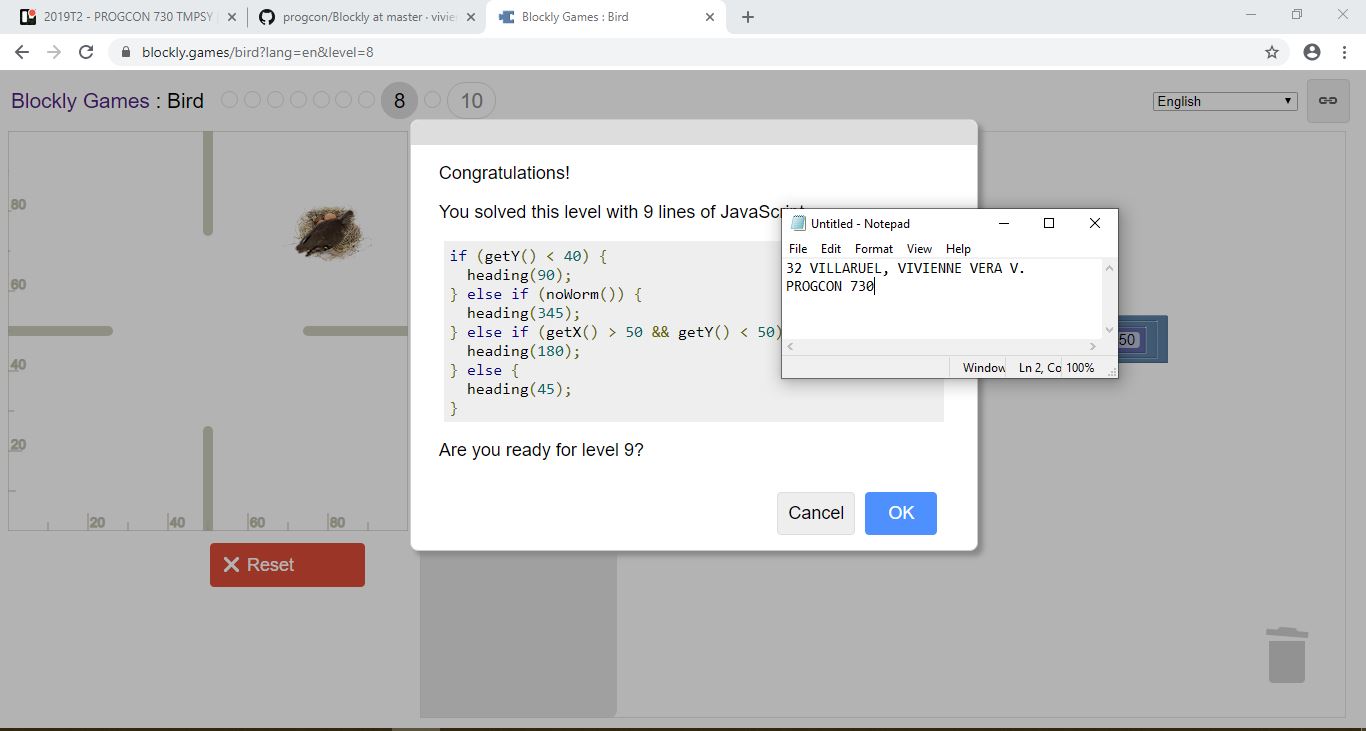 2019T2 - PROGCON 730 TMPSY
progcon/Blockly at master · vivie
Blockly Games : Bird
blockly.games/bird?lang=en&level=8
Blockly Games : Bird
8
10
English
80
60
40
20
20
40
60
80
Reset
Congratulations!
You solved this level with 9 lines of JavaScript
if (getY() < 40) {
heading(90);
} else if (noWorm()) {
heading(345);
} else if (getX() > 50 && getY() < 50)
heading(180);
} else {
heading(45);
}
Are you ready for level 9?
Cancel
OK
Untitled - Notepad
File Edit Format View Help
32 VILLARUEL, VIVIENNE VERA V.
PROGCON 730
Window Ln 2, Co 100%
50